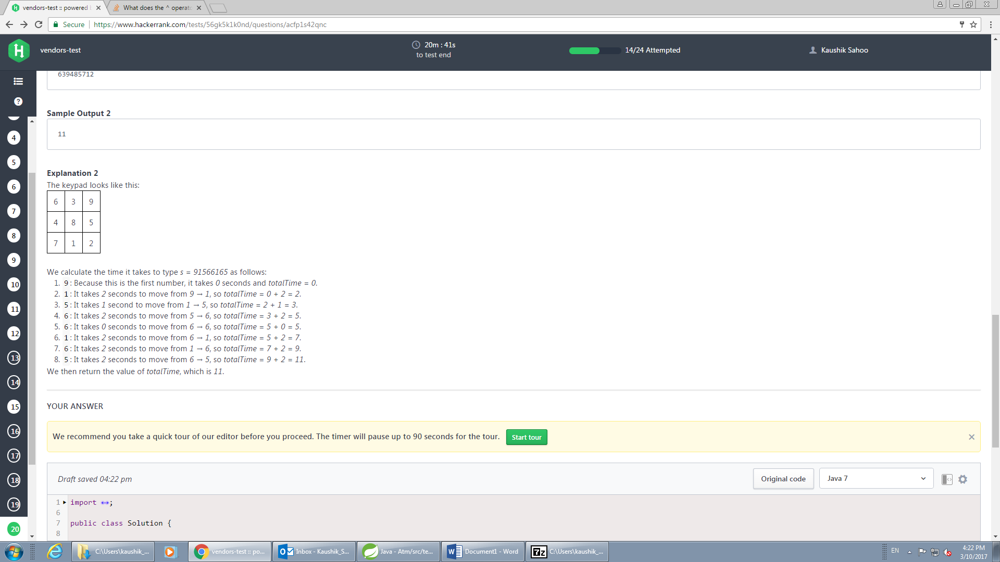 vendors-test :: powered
What does the ^ operat
Secure
https://www.hackerrank.com/tests/56gk5k1k0nd/questions/acfp1s42qnc
H
vendors-test
20m : 41s
to test end
14/24 Attempted
Kaushik Sahoo
?
4
5
6
7
8
9
10
11
12
13
14
15
16
17
18
19
20
639485712
Sample Output 2
11
Explanation 2
The keypad looks like this:
6 3 9
4 8 5
7 1 2
We calculate the time it takes to type s = 91566165 as follows:
1. 9 : Because this is the first number, it takes 0 seconds and totalTime = 0.
2. 1 : It takes 2 seconds to move from 9 → 1, so totalTime = 0 + 2 = 2.
3. 5 : It takes 1 second to move from 1 → 5, so totalTime = 2 + 1 = 3.
4. 6 : It takes 2 seconds to move from 5 → 6, so totalTime = 3 + 2 = 5.
5. 6 : It takes 0 seconds to move from 6 → 6, so totalTime = 5 + 0 = 5.
6. 1 : It takes 2 seconds to move from 6 → 1, so totalTime = 5 + 2 = 7.
7. 6 : It takes 2 seconds to move from 1 → 6, so totalTime = 7 + 2 = 9.
8. 5 : It takes 2 seconds to move from 6 → 5, so totalTime = 9 + 2 = 11.
We then return the value of totalTime, which is 11.
YOUR ANSWER
We recommend you take a quick tour of our editor before you proceed. The timer will pause up to 90 seconds for the tour.
Start tour
Draft saved 04:22 pm
Original code
Java 7
1 import ↔;
6
7 public class Solution {
8
C:\Users\kaushik_...
vendors-test :: po...
Inbox - Kaushik_S...
Java - Atm/src/te...
Document1 - Word
C:\Users\kaushik_...
EN
4:22 PM
3/10/2017